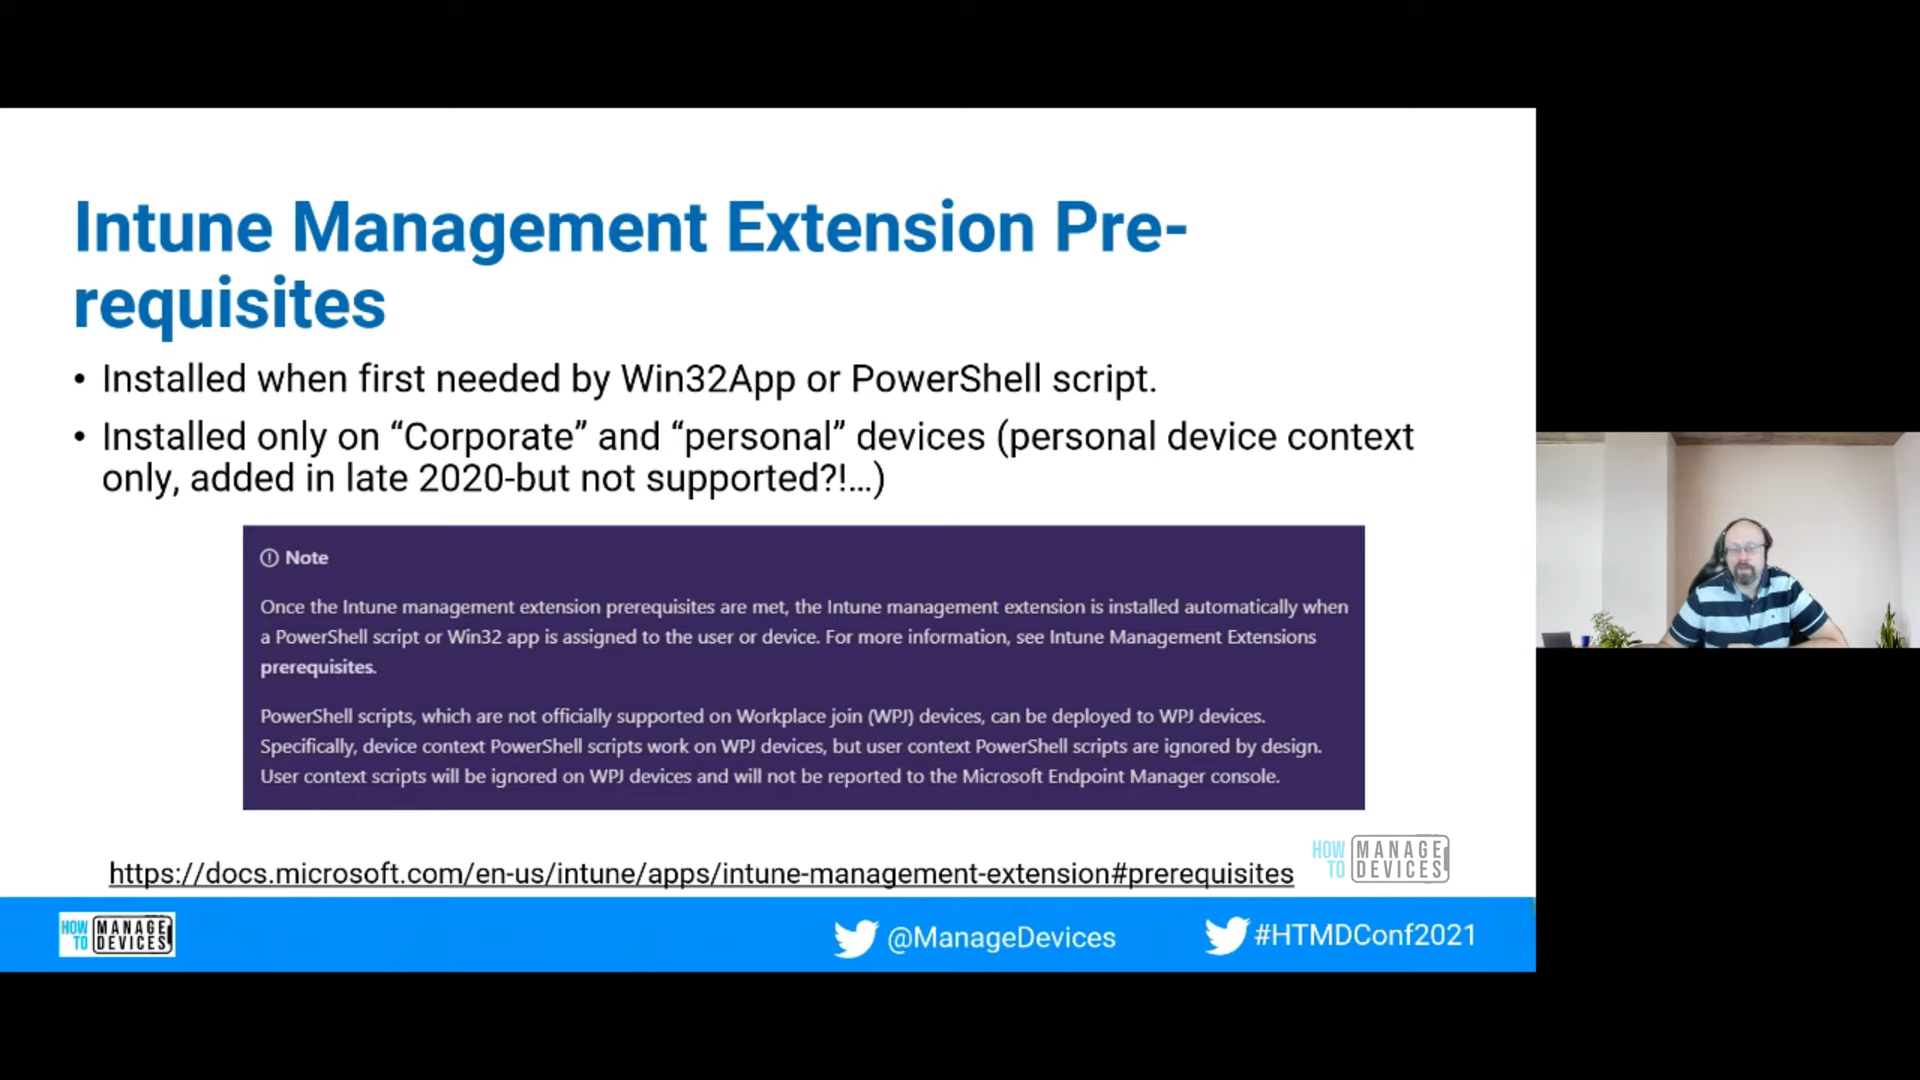 Intune Management Extension Pre-
requisites
• Installed when first needed by Win32App or PowerShell script.
• Installed only on “Corporate” and “personal” devices (personal device context
only, added in late 2020-but not supported?!...)
Note
Once the Intune management extension prerequisites are met, the Intune management extension is installed automatically when
a PowerShell script or Win32 app is assigned to the user or device. For more information, see Intune Management Extensions
prerequisites.
PowerShell scripts, which are not officially supported on Workplace join (WPJ) devices, can be deployed to WPJ devices.
Specifically, device context PowerShell scripts work on WPJ devices, but user context PowerShell scripts are ignored by design.
User context scripts will be ignored on WPJ devices and will not be reported to the Microsoft Endpoint Manager console.
https://docs.microsoft.com/en-us/intune/apps/intune-management-extension#prerequisites
HOW TO MANAGE DEVICES
HOW TO MANAGE DEVICES
@ManageDevices
#HTMDConf2021